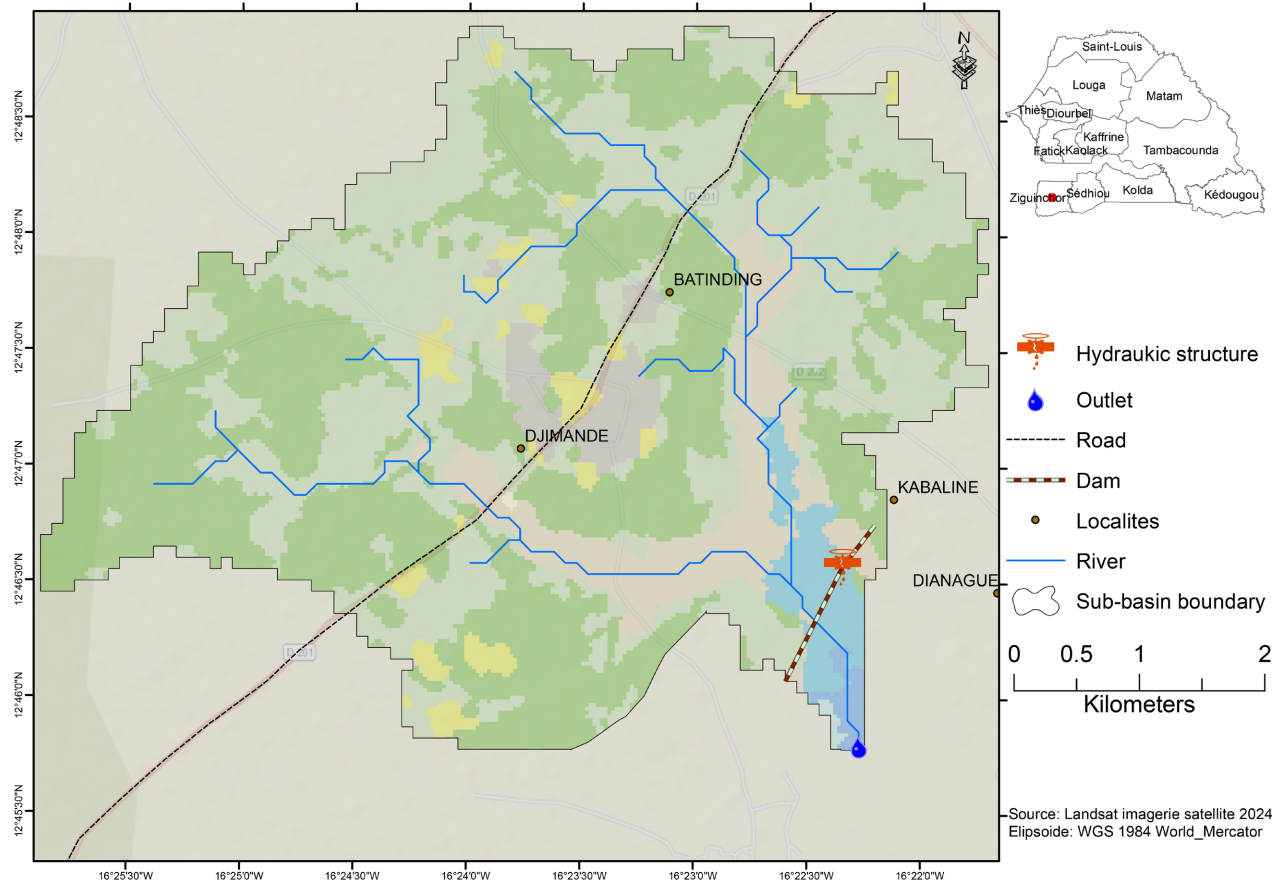 N
Saint-Louis
Louga
Matam
Thiès
Diourbel
Kaffrine
Fatick
Kaolack
Tambacounda
Ziguinchor
Sédhiou
Kolda
Kédougou
12°48'30"N
12°48'0"N
12°47'30"N
12°47'0"N
12°46'30"N
12°46'0"N
12°45'30"N
D 201
BATINDING
D 202
DJIMANDE
KABALINE
DIANAGUE
D 201
Hydraukic structure
Outlet
Road
Dam
Localites
River
Sub-basin boundary
0 0.5 1 2
Kilometers
Source: Landsat imagerie satellite 2024
Elipsoide: WGS 1984 World_Mercator
16°25'30"W 16°25'0"W 16°24'30"W 16°24'0"W 16°23'30"W 16°23'0"W 16°22'30"W 16°22'0"W